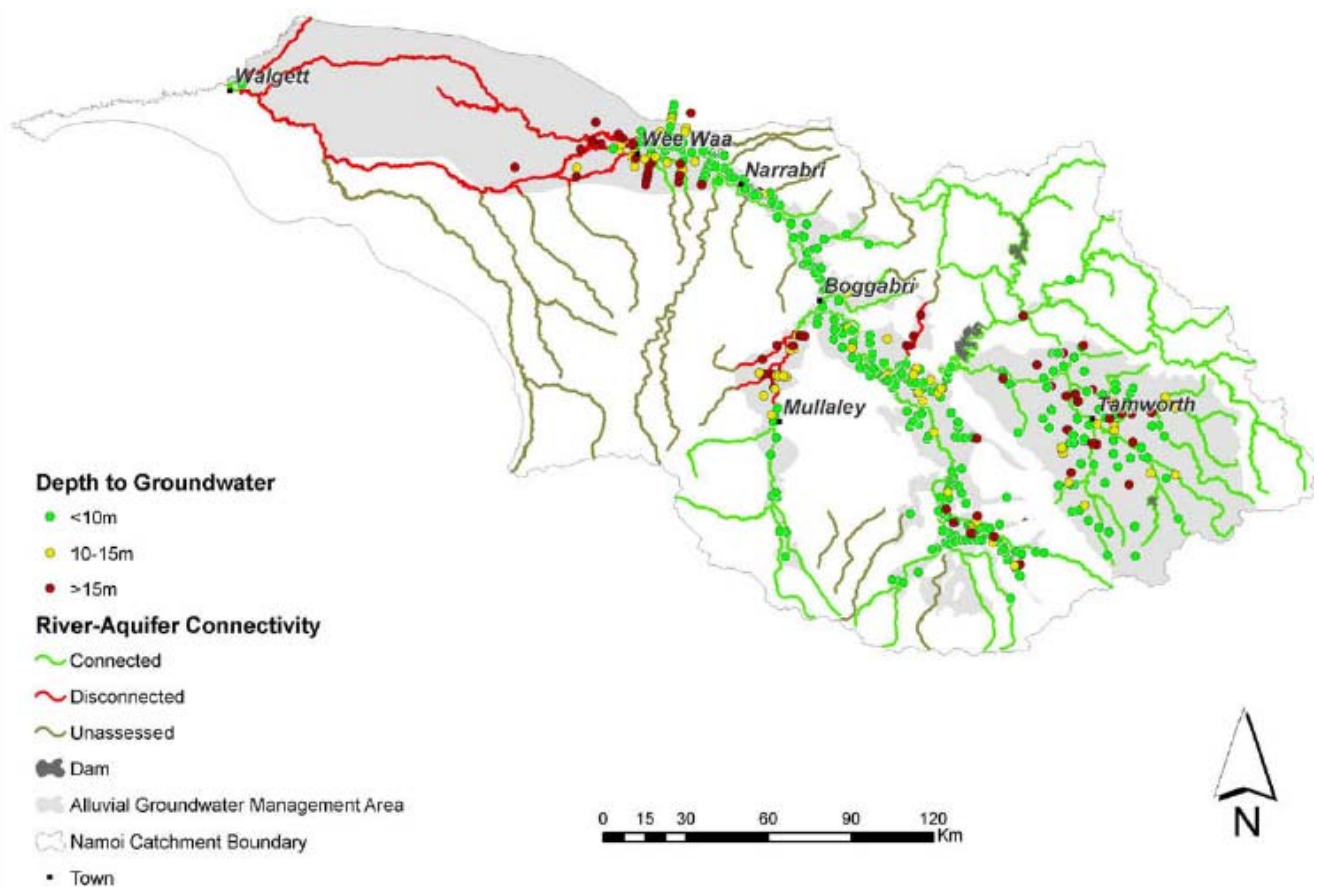 Walgett
Wee Waa
Narrabri
Boggabri
Mullaley
Tamworth
Depth to Groundwater
<10m
10-15m
>15m
River-Aquifer Connectivity
Connected
Disconnected
Unassessed
Dam
Alluvial Groundwater Management Area
Namoi Catchment Boundary
Town
0 15 30 60 90 120
Km
N